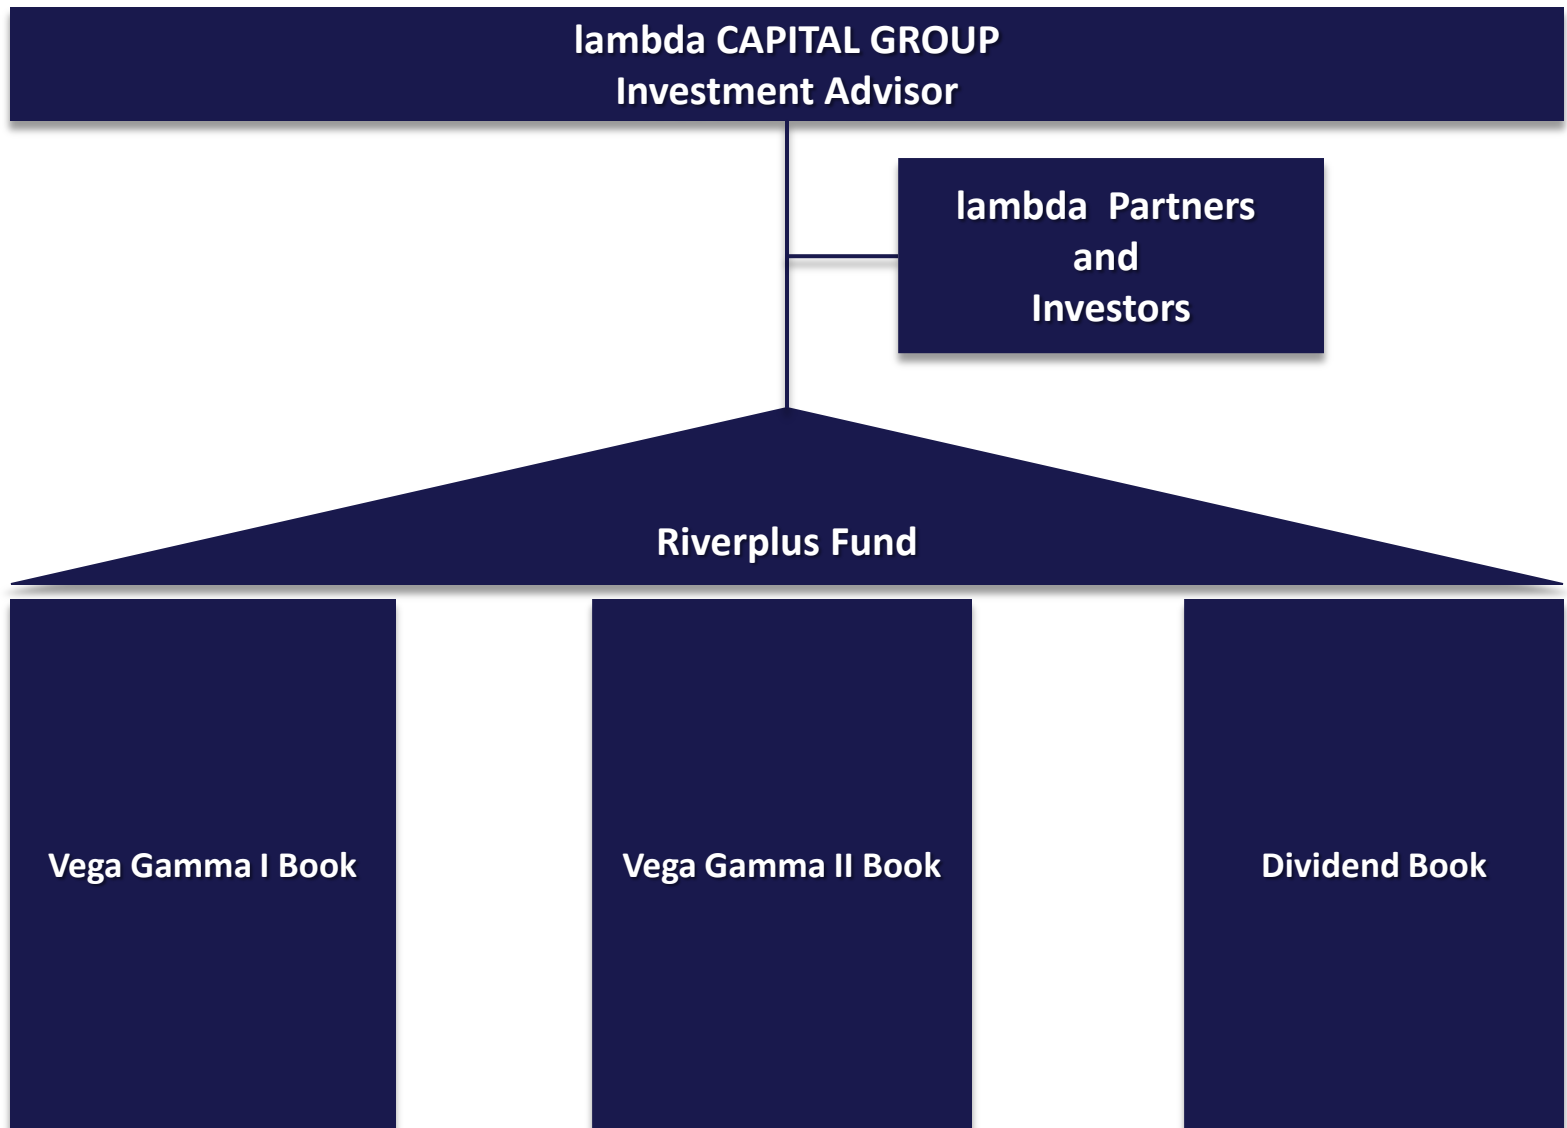 lambda CAPITAL GROUP
Investment Advisor
lambda  Partners
and
Investors
Riverplus Fund
Vega Gamma I Book
Vega Gamma II Book
Dividend Book